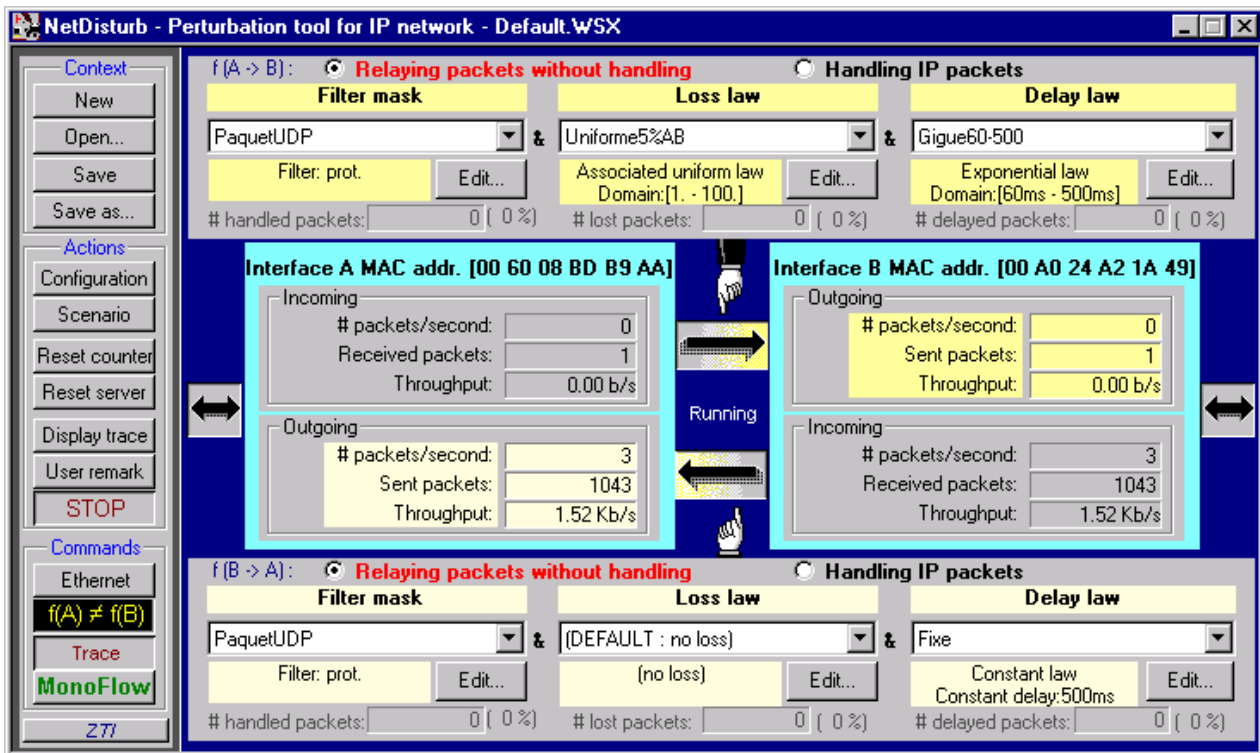 NetDisturb - Perturbation tool for IP network - Default.WSX
Context
New
Open...
Save
Save as...
Actions
Configuration
Scenario
Reset counter
Reset server
Display trace
User remark
STOP
Commands
Ethernet
f(A) ≠ f(B)
Trace
MonoFlow
ZTI
f (A -> B) : Relaying packets without handling Handling IP packets
Filter mask Loss law Delay law
PaquetUDP & Uniforme5%AB & Gigue60-500
Filter: prot. Edit... Associated uniform law Edit... Exponential law Edit...
Domain:[1. - 100.] Domain:[60ms - 500ms]
# handled packets: 0 ( 0 %) # lost packets: 0 ( 0 %) # delayed packets: 0 ( 0 %)
Interface A MAC addr. [00 60 08 BD B9 AA]
Incoming
# packets/second: 0
Received packets: 1
Throughput: 0.00 b/s
Outgoing
# packets/second: 3
Sent packets: 1043
Throughput: 1.52 Kb/s
Running
Interface B MAC addr. [00 A0 24 A2 1A 49]
Outgoing
# packets/second: 0
Sent packets: 1
Throughput: 0.00 b/s
Incoming
# packets/second: 3
Received packets: 1043
Throughput: 1.52 Kb/s
f (B -> A) : Relaying packets without handling Handling IP packets
Filter mask Loss law Delay law
PaquetUDP & (DEFAULT : no loss) & Fixe
Filter: prot. Edit... (no loss) Edit... Constant law Edit...
Constant delay:500ms
# handled packets: 0 ( 0 %) # lost packets: 0 ( 0 %) # delayed packets: 0 ( 0 %)